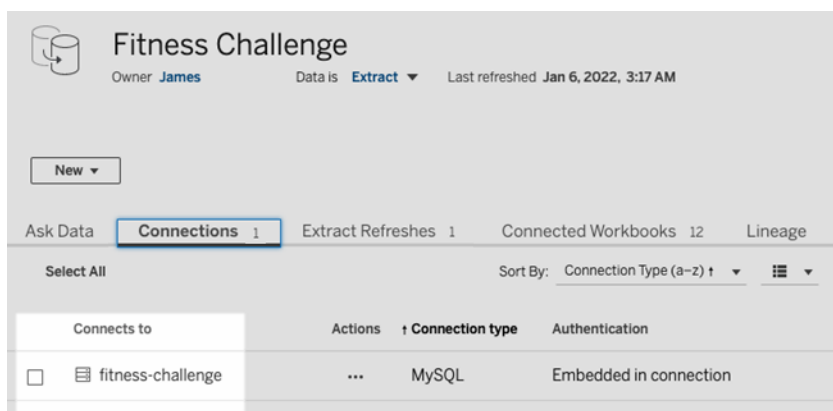 Fitness Challenge
Owner James Data is Extract Last refreshed Jan 6, 2022, 3:17 AM
New
Ask Data Connections 1 Extract Refreshes 1 Connected Workbooks 12 Lineage
Select All Sort By: Connection Type (a–z) ↑
Connects to Actions ↑ Connection type Authentication
fitness-challenge ... MySQL Embedded in connection